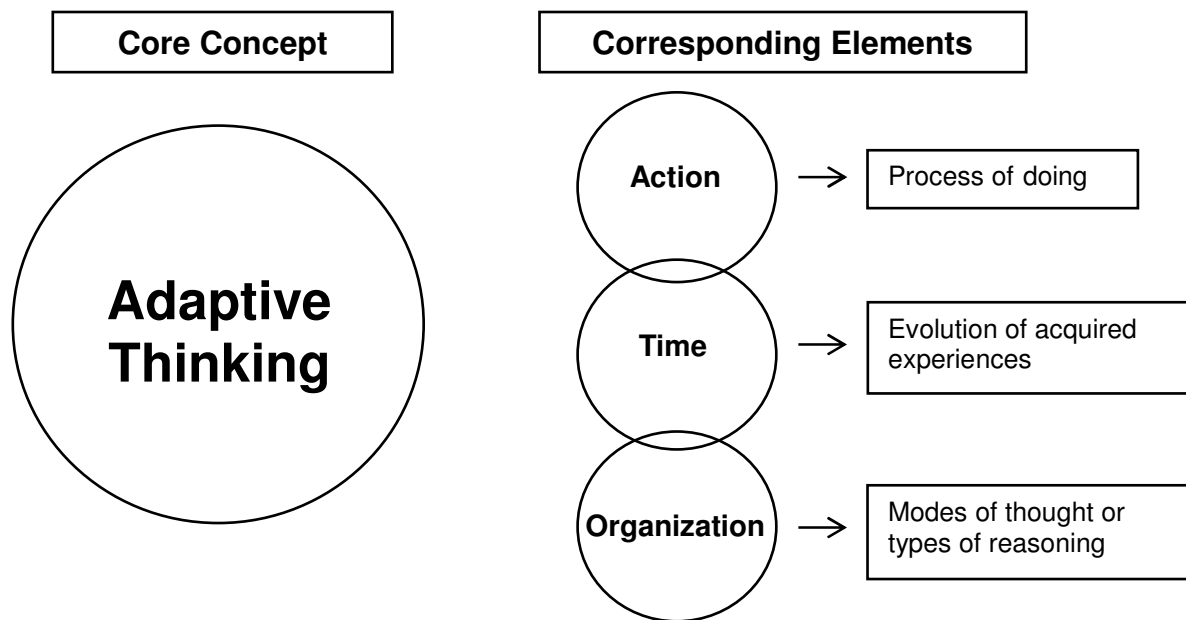 Core Concept
Corresponding Elements
Adaptive
Thinking
Action
Process of doing
Time
Evolution of acquired
experiences
Organization
Modes of thought or
types of reasoning